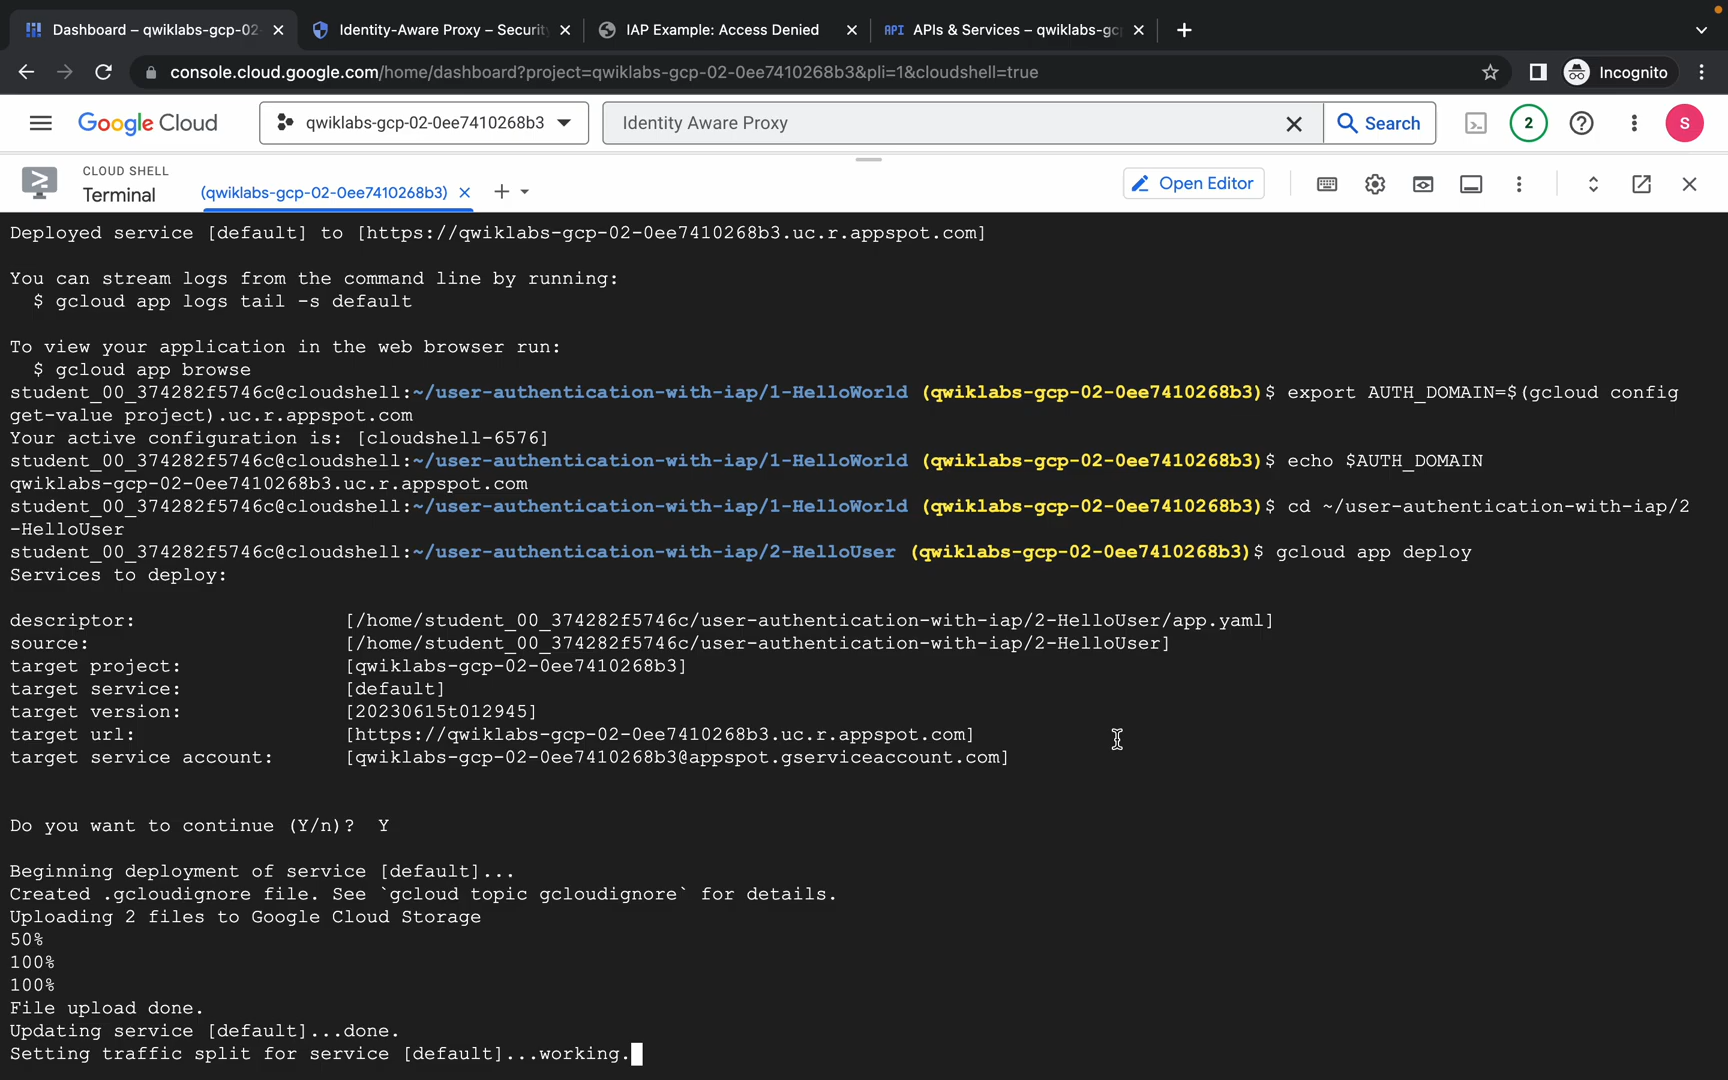 Dashboard – qwiklabs-gcp-02
Identity-Aware Proxy – Securit
IAP Example: Access Denied
API APIs & Services – qwiklabs-gc
console.cloud.google.com/home/dashboard?project=qwiklabs-gcp-02-0ee7410268b3&pli=1&cloudshell=true
Incognito
Google Cloud
qwiklabs-gcp-02-0ee7410268b3
Identity Aware Proxy
Search
2
S
CLOUD SHELL
Terminal
(qwiklabs-gcp-02-0ee7410268b3)
Open Editor
Deployed service [default] to [https://qwiklabs-gcp-02-0ee7410268b3.uc.r.appspot.com]
You can stream logs from the command line by running:
$ gcloud app logs tail -s default
To view your application in the web browser run:
$ gcloud app browse
student_00_374282f5746c@cloudshell:~/user-authentication-with-iap/1-HelloWorld (qwiklabs-gcp-02-0ee7410268b3)$ export AUTH_DOMAIN=$(gcloud config
get-value project).uc.r.appspot.com
Your active configuration is: [cloudshell-6576]
student_00_374282f5746c@cloudshell:~/user-authentication-with-iap/1-HelloWorld (qwiklabs-gcp-02-0ee7410268b3)$ echo $AUTH_DOMAIN
qwiklabs-gcp-02-0ee7410268b3.uc.r.appspot.com
student_00_374282f5746c@cloudshell:~/user-authentication-with-iap/1-HelloWorld (qwiklabs-gcp-02-0ee7410268b3)$ cd ~/user-authentication-with-iap/2
-HelloUser
student_00_374282f5746c@cloudshell:~/user-authentication-with-iap/2-HelloUser (qwiklabs-gcp-02-0ee7410268b3)$ gcloud app deploy
Services to deploy:
descriptor: [/home/student_00_374282f5746c/user-authentication-with-iap/2-HelloUser/app.yaml]
source: [/home/student_00_374282f5746c/user-authentication-with-iap/2-HelloUser]
target project: [qwiklabs-gcp-02-0ee7410268b3]
target service: [default]
target version: [20230615t012945]
target url: [https://qwiklabs-gcp-02-0ee7410268b3.uc.r.appspot.com]
target service account: [qwiklabs-gcp-02-0ee7410268b3@appspot.gserviceaccount.com]
Do you want to continue (Y/n)? Y
Beginning deployment of service [default]...
Created .gcloudignore file. See `gcloud topic gcloudignore` for details.
Uploading 2 files to Google Cloud Storage
50%
100%
100%
File upload done.
Updating service [default]...done.
Setting traffic split for service [default]...working.